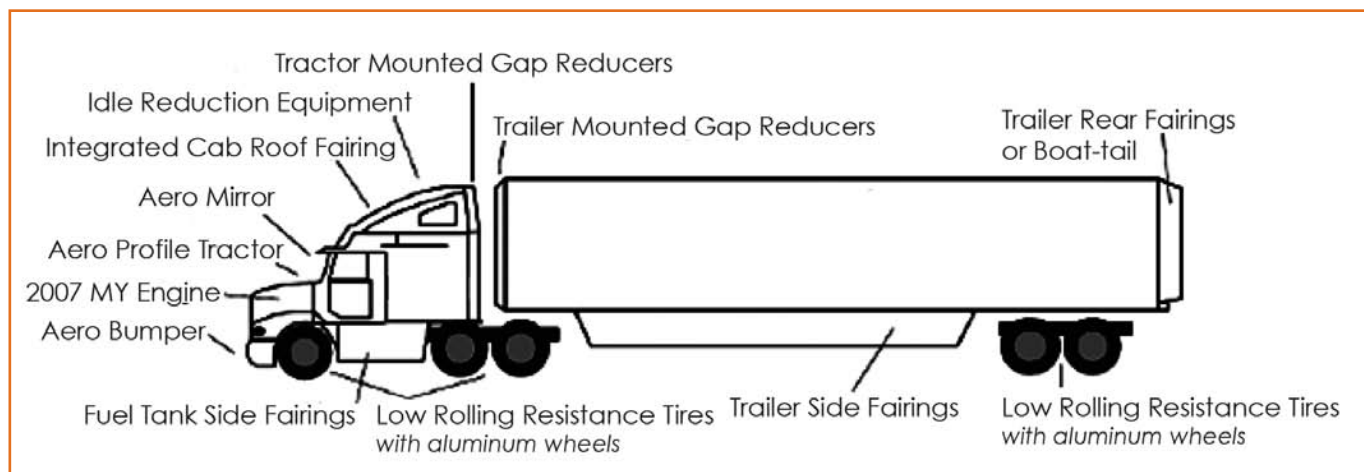 Tractor Mounted Gap Reducers
Idle Reduction Equipment
Integrated Cab Roof Fairing
Aero Mirror
Aero Profile Tractor
2007 MY Engine
Aero Bumper
Trailer Mounted Gap Reducers
Trailer Rear Fairings
or Boat-tail
Fuel Tank Side Fairings
Low Rolling Resistance Tires
with aluminum wheels
Trailer Side Fairings
Low Rolling Resistance Tires
with aluminum wheels